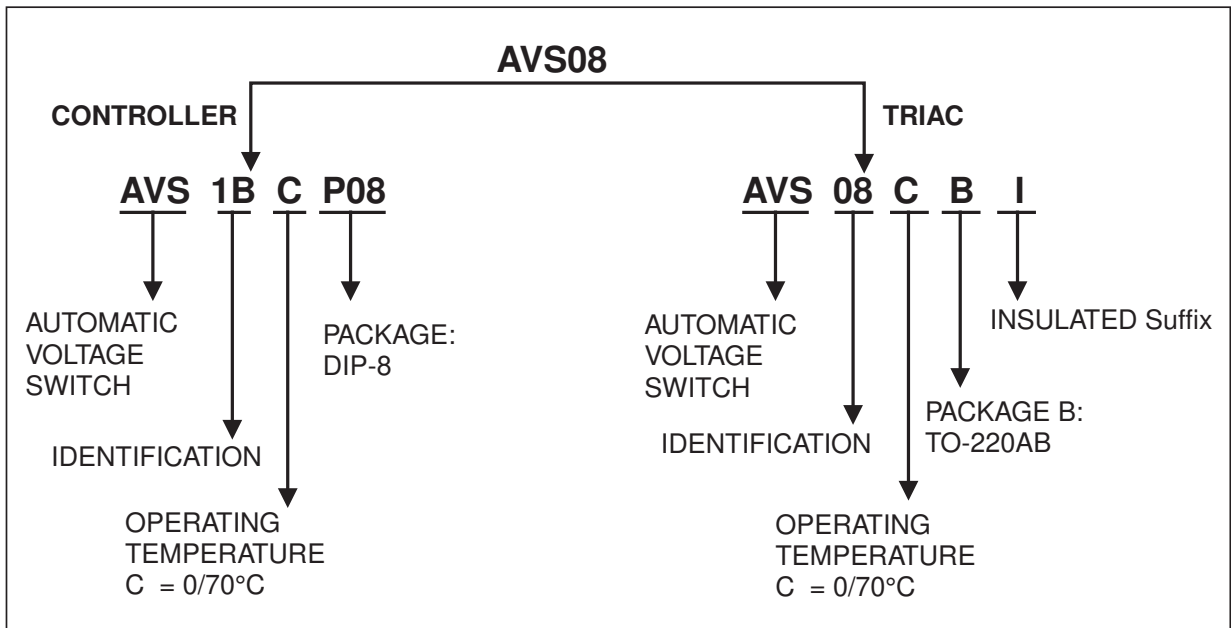 AVS08
CONTROLLER
TRIAC
AVS 1B C P08
AVS 08 C B I
AUTOMATIC
VOLTAGE
SWITCH
PACKAGE:
DIP-8
IDENTIFICATION
OPERATING
TEMPERATURE
C = 0/70°C
AUTOMATIC
VOLTAGE
SWITCH
INSULATED Suffix
PACKAGE B:
TO-220AB
IDENTIFICATION
OPERATING
TEMPERATURE
C = 0/70°C